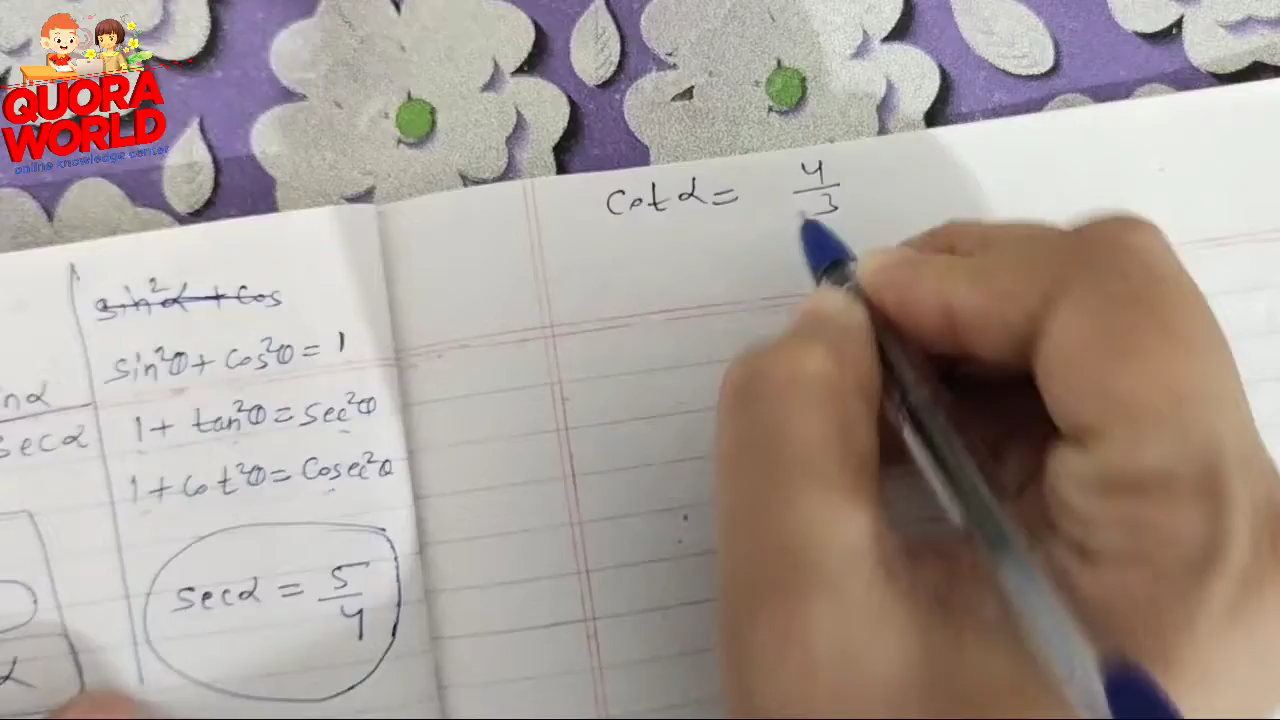 QUORA
WORLD
online knowledge center
cot α = 4/3
sin²α + cos
sin²θ + cos²θ = 1
1 + tan²θ = sec²θ
1 + cot²θ = cosec²θ
sec α = 5/4
secα